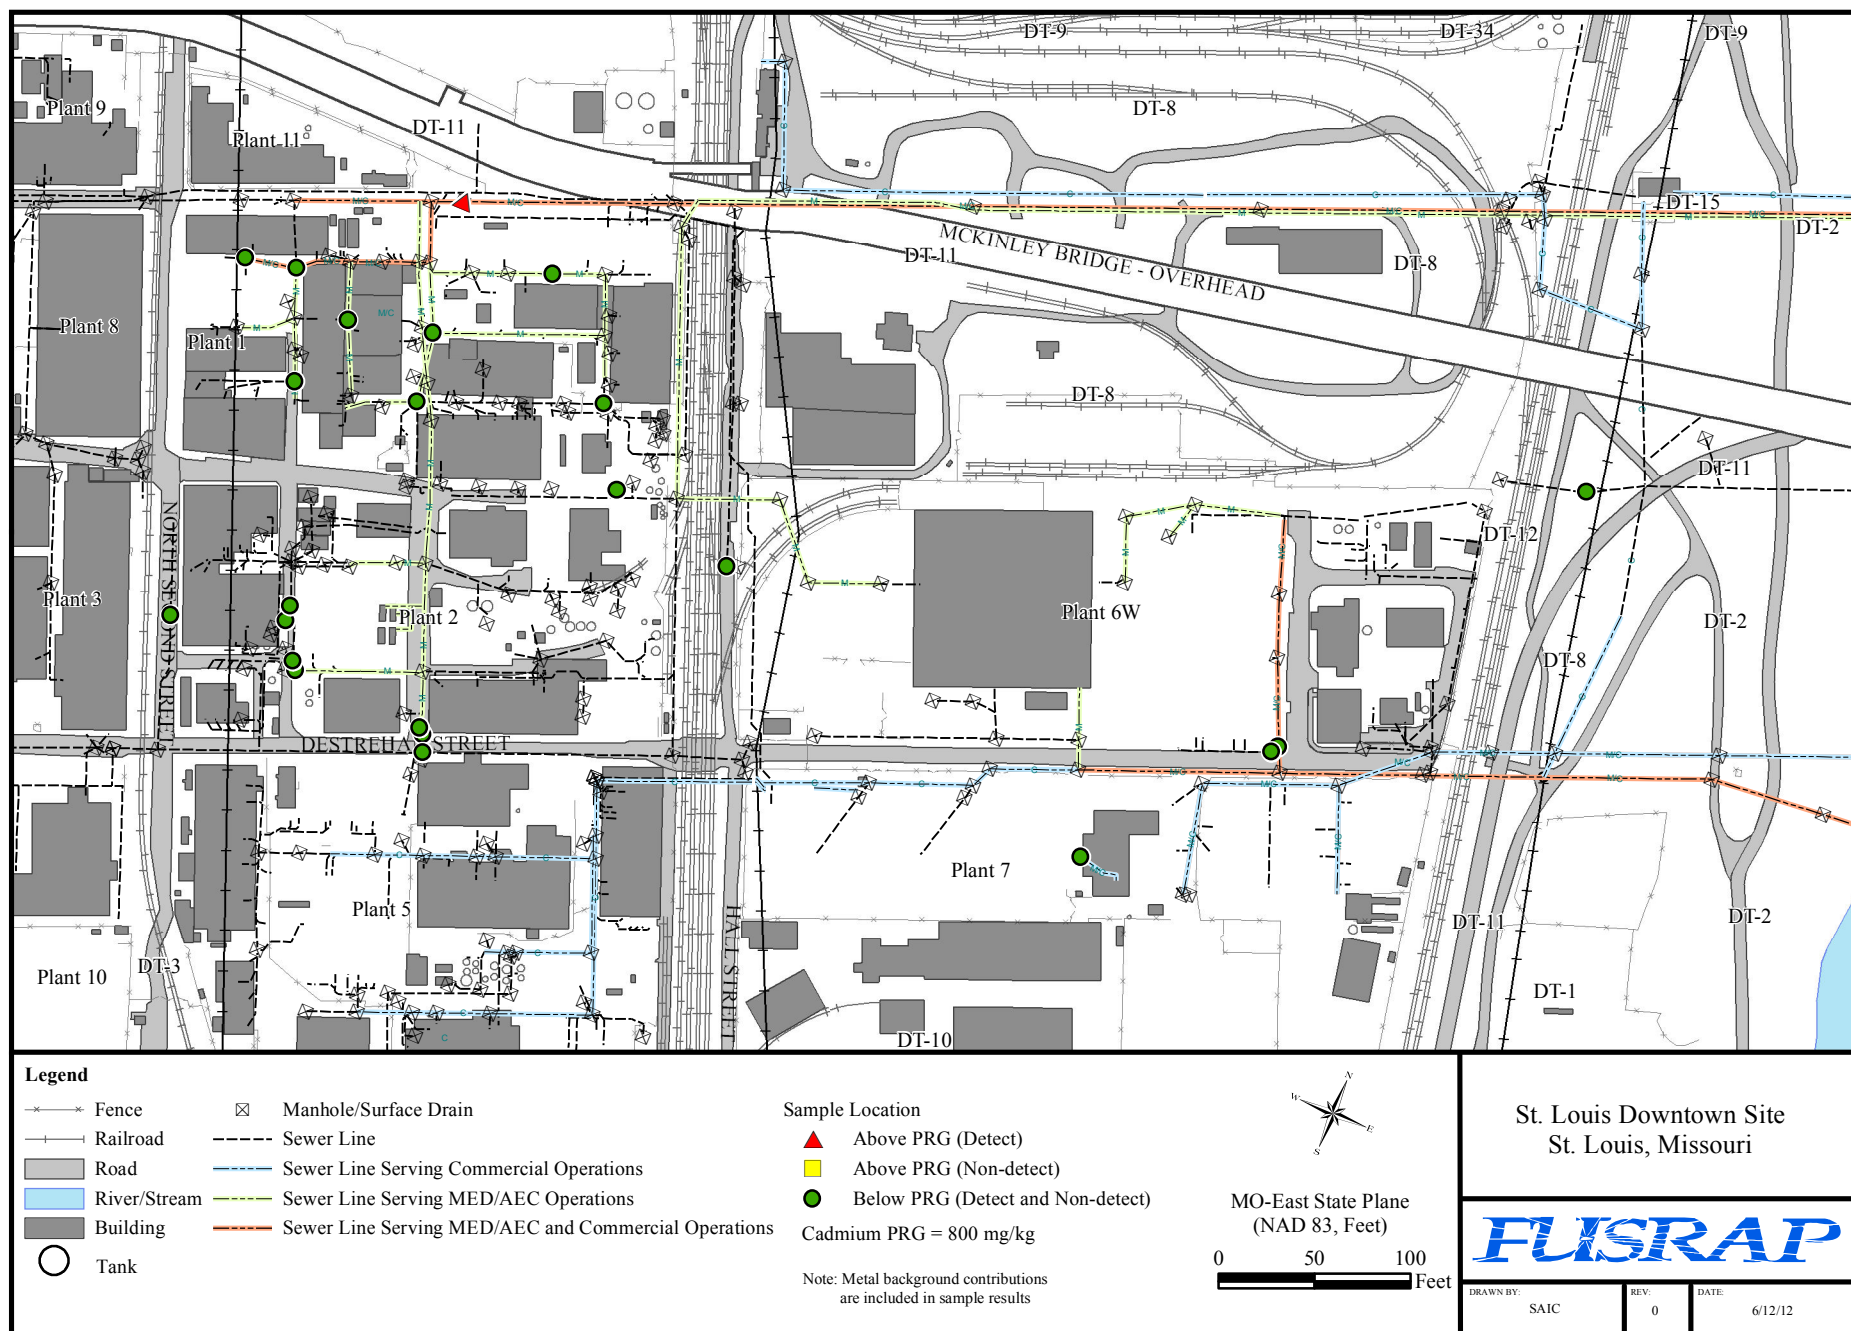 DT-9
DT-34
DT-9
Plant 9
DT-8
DT-11
Plant 11
DT-15
DT-2
MCKINLEY BRIDGE - OVERHEAD
DT-11
DT-8
Plant 8
Plant 1
M/C
DT-8
DT-11
NORTH SECOND STREET
DT-12
Plant 3
Plant 2
Plant 6W
DT-2
DT-8
DESTREHAN STREET
Plant 7
Plant 5
HALL STREET
DT-11
DT-2
DT-3
Plant 10
DT-1
DT-10
Legend
Fence
Railroad
Road
River/Stream
Building
Tank
Manhole/Surface Drain
Sewer Line
Sewer Line Serving Commercial Operations
Sewer Line Serving MED/AEC Operations
Sewer Line Serving MED/AEC and Commercial Operations
Sample Location
Above PRG (Detect)
Above PRG (Non-detect)
Below PRG (Detect and Non-detect)
Cadmium PRG = 800 mg/kg
Note: Metal background contributions
are included in sample results
N
W
E
S
MO-East State Plane
(NAD 83, Feet)
0 50 100
Feet
St. Louis Downtown Site
St. Louis, Missouri
FUSRAP
DRAWN BY:
SAIC
REV:
0
DATE:
6/12/12